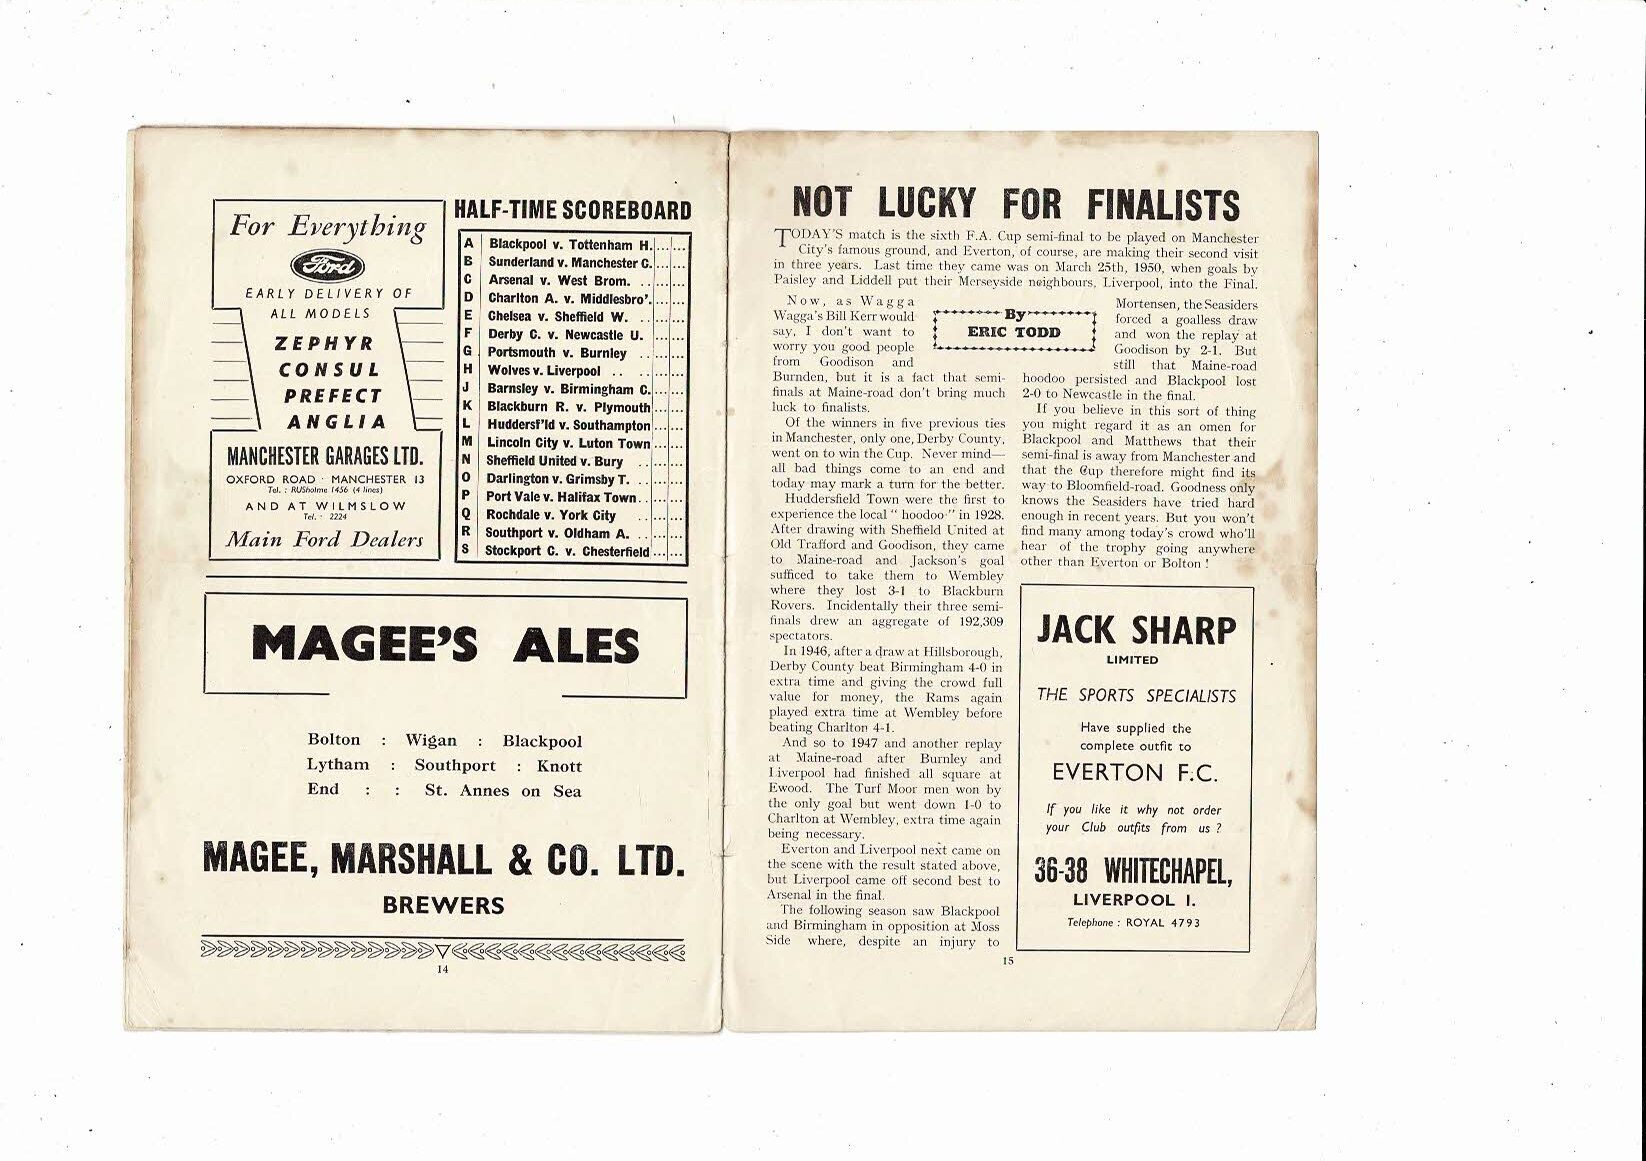 For Everything
Ford
EARLY DELIVERY OF
ALL MODELS
ZEPHYR
CONSUL
PREFECT
ANGLIA
MANCHESTER GARAGES LTD.
OXFORD ROAD · MANCHESTER 13
Tel. : RUSholme 1456 (4 lines)
AND AT WILMSLOW
Tel. · 2224
Main Ford Dealers
HALF-TIME SCOREBOARD
A Blackpool v. Tottenham H. ... ...
B Sunderland v. Manchester C. ... ...
C Arsenal v. West Brom. .. ... ...
D Charlton A. v. Middlesbro'. ... ...
E Chelsea v. Sheffield W. .. ... ...
F Derby C. v. Newcastle U. ... ...
G Portsmouth v. Burnley .. ... ...
H Wolves v. Liverpool .. .. ... ...
J Barnsley v. Birmingham C. ... ...
K Blackburn R. v. Plymouth ... ...
L Huddersf'ld v. Southampton ... ...
M Lincoln City v. Luton Town ... ...
N Sheffield United v. Bury .. ... ...
O Darlington v. Grimsby T. .. ... ...
P Port Vale v. Halifax Town .. ... ...
Q Rochdale v. York City .. ... ...
R Southport v. Oldham A. .. ... ...
S Stockport C. v. Chesterfield ... ...
MAGEE'S ALES
Bolton : Wigan : Blackpool
Lytham : Southport : Knott
End : : St. Annes on Sea
MAGEE, MARSHALL & CO. LTD.
BREWERS
14
NOT LUCKY FOR FINALISTS
TODAY'S match is the sixth F.A. Cup semi-final to be played on Manchester
City's famous ground, and Everton, of course, are making their second visit
in three years. Last time they came was on March 25th, 1950, when goals by
Paisley and Liddell put their Merseyside neighbours, Liverpool, into the Final.
By
ERIC TODD
Now, as Wagga
Wagga's Bill Kerr would
say, I don't want to
worry you good people
from Goodison and
Burnden, but it is a fact that semi-
finals at Maine-road don't bring much
luck to finalists.
Of the winners in five previous ties
in Manchester, only one, Derby County,
went on to win the Cup. Never mind—
all bad things come to an end and
today may mark a turn for the better.
Huddersfield Town were the first to
experience the local " hoodoo " in 1928.
After drawing with Sheffield United at
Old Trafford and Goodison, they came
to Maine-road and Jackson's goal
sufficed to take them to Wembley
where they lost 3-1 to Blackburn
Rovers. Incidentally their three semi-
finals drew an aggregate of 192,309
spectators.
In 1946, after a draw at Hillsborough,
Derby County beat Birmingham 4-0 in
extra time and giving the crowd full
value for money, the Rams again
played extra time at Wembley before
beating Charlton 4-1.
And so to 1947 and another replay
at Maine-road after Burnley and
Liverpool had finished all square at
Ewood. The Turf Moor men won by
the only goal but went down 1-0 to
Charlton at Wembley, extra time again
being necessary.
Everton and Liverpool next came on
the scene with the result stated above,
but Liverpool came off second best to
Arsenal in the final.
The following season saw Blackpool
and Birmingham in opposition at Moss
Side where, despite an injury to
Mortensen, the Seasiders
forced a goalless draw
and won the replay at
Goodison by 2-1. But
still that Maine-road
hoodoo persisted and Blackpool lost
2-0 to Newcastle in the final.
If you believe in this sort of thing
you might regard it as an omen for
Blackpool and Matthews that their
semi-final is away from Manchester and
that the Cup therefore might find its
way to Bloomfield-road. Goodness only
knows the Seasiders have tried hard
enough in recent years. But you won't
find many among today's crowd who'll
hear of the trophy going anywhere
other than Everton or Bolton !
JACK SHARP
LIMITED
THE SPORTS SPECIALISTS
Have supplied the
complete outfit to
EVERTON F.C.
If you like it why not order
your Club outfits from us ?
36-38 WHITECHAPEL,
LIVERPOOL I.
Telephone : ROYAL 4793
15